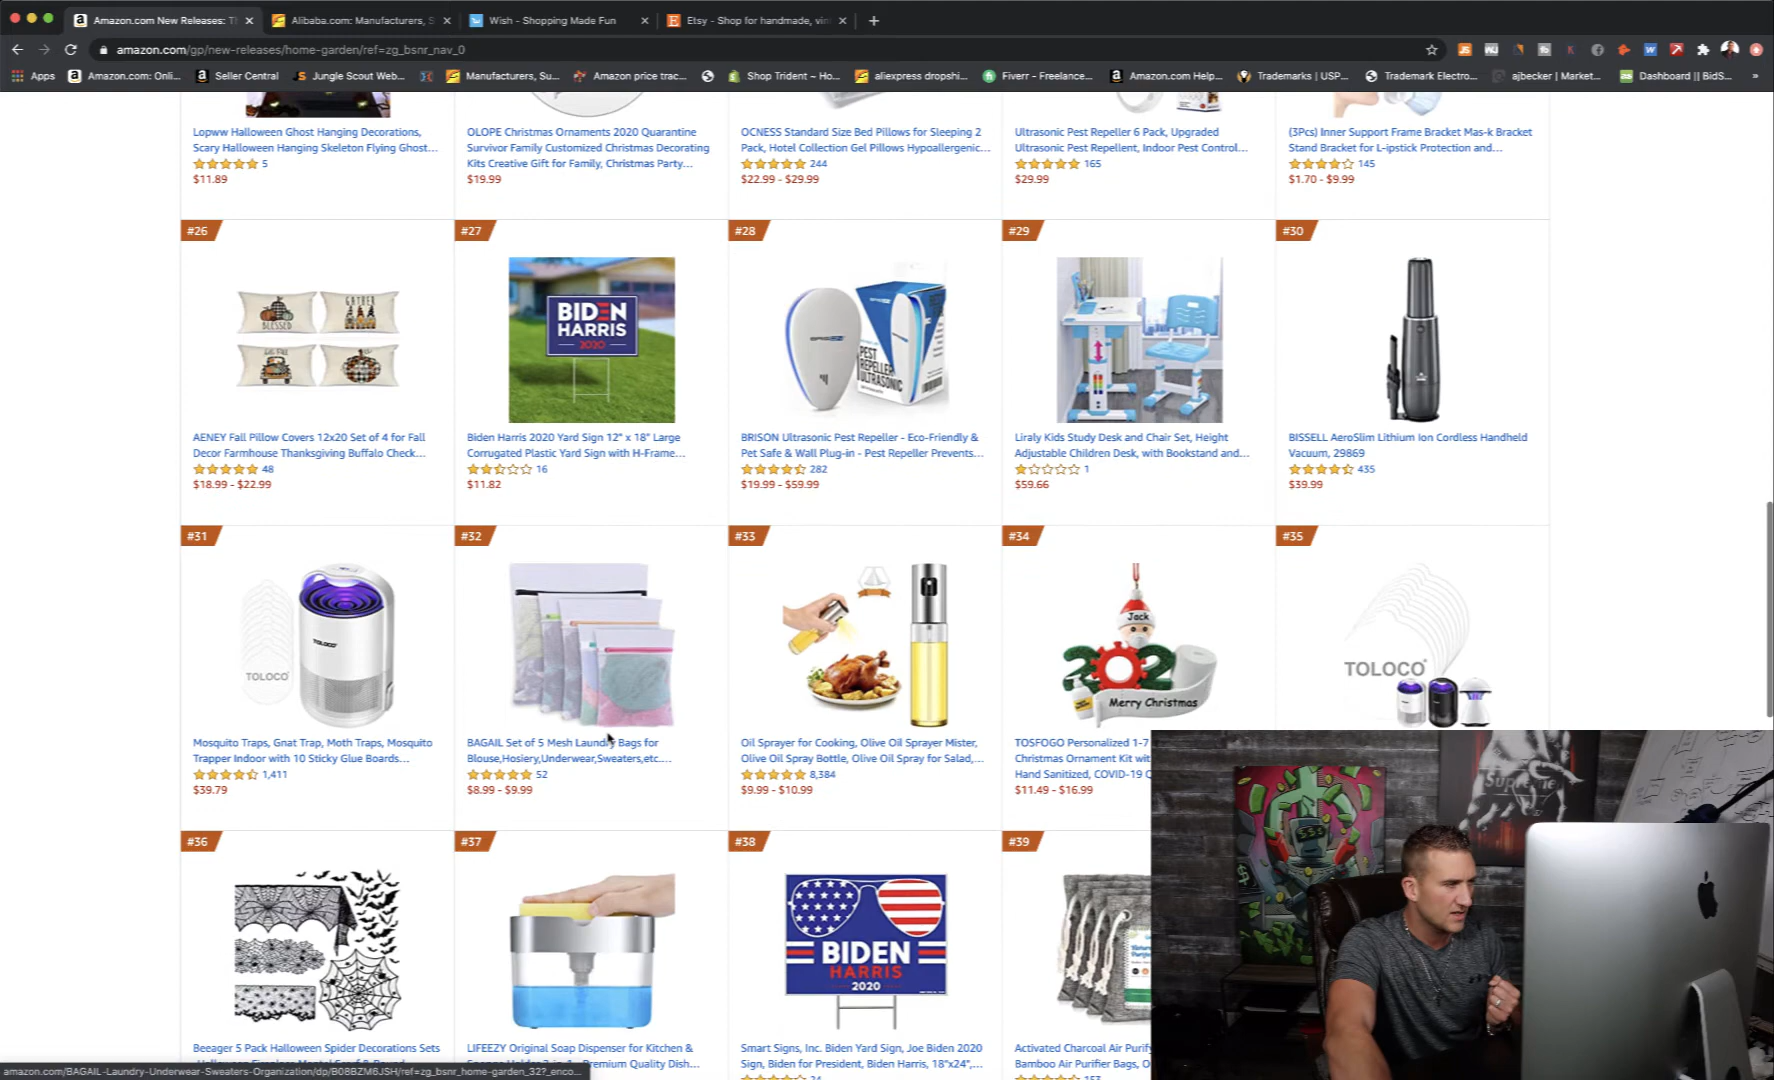 Amazon.com New Releases: Th
Alibaba.com: Manufacturers, S
Wish - Shopping Made Fun
Etsy - Shop for handmade, vin
amazon.com/gp/new-releases/home-garden/ref=zg_bsnr_nav_0
Apps
Amazon.com: Onli...
Seller Central
Jungle Scout Web...
Manufacturers, Su...
Amazon price trac...
Shop Trident ~ Ho...
aliexpress dropshi...
Fiverr - Freelance...
Amazon.com Help...
Trademarks | USP...
Trademark Electro...
ajbecker | Market...
Dashboard || BidS...
»
Lopww Halloween Ghost Hanging Decorations,
Scary Halloween Hanging Skeleton Flying Ghost...
5
$11.89
OLOPE Christmas Ornaments 2020 Quarantine
Survivor Family Customized Christmas Decorating
Kits Creative Gift for Family, Christmas Party...
$19.99
OCNESS Standard Size Bed Pillows for Sleeping 2
Pack, Hotel Collection Gel Pillows Hypoallergenic...
244
$22.99 - $29.99
Ultrasonic Pest Repeller 6 Pack, Upgraded
Ultrasonic Pest Repellent, Indoor Pest Control...
165
$29.99
(3Pcs) Inner Support Frame Bracket Mas-k Bracket
Stand Bracket for L-ipstick Protection and...
145
$1.70 - $9.99
#26
BLESSED
GATHER
AENEY Fall Pillow Covers 12x20 Set of 4 for Fall
Decor Farmhouse Thanksgiving Buffalo Check...
48
$18.99 - $22.99
#27
BIDEN
HARRIS
2020
Biden Harris 2020 Yard Sign 12" x 18" Large
Corrugated Plastic Yard Sign with H-Frame...
16
$11.82
#28
PEST
REPELLER
ULTRASONIC
BRISON Ultrasonic Pest Repeller - Eco-Friendly &
Pet Safe & Wall Plug-in - Pest Repeller Prevents...
282
$19.99 - $59.99
#29
Liraly Kids Study Desk and Chair Set, Height
Adjustable Children Desk, with Bookstand and...
1
$59.66
#30
BISSELL AeroSlim Lithium Ion Cordless Handheld
Vacuum, 29869
435
$39.99
#31
TOLOCO
TOLOCO
Mosquito Traps, Gnat Trap, Moth Traps, Mosquito
Trapper Indoor with 10 Sticky Glue Boards...
1,411
$39.79
#32
BAGAIL Set of 5 Mesh Laundry Bags for
Blouse,Hosiery,Underwear,Sweaters,etc....
52
$8.99 - $9.99
#33
Oil Sprayer for Cooking, Olive Oil Sprayer Mister,
Olive Oil Spray Bottle, Olive Oil Spray for Salad,...
8,384
$9.99 - $10.99
#34
Jack
Merry Christmas
TOSFOGO Personalized 1-7
Christmas Ornament Kit wit
Hand Sanitized, COVID-19 Q
$11.49 - $16.99
#35
TOLOCO
#36
Beeager 5 Pack Halloween Spider Decorations Sets
#37
LIFEEZY Original Soap Dispenser for Kitchen &
Premium Quality Dish...
#38
BIDEN
HARRIS
2020
Smart Signs, Inc. Biden Yard Sign, Joe Biden 2020
Sign, Biden for President, Biden Harris, 18"x24",...
24
#39
Activated Charcoal Air Purif
Bamboo Air Purifier Bags, O
153
Supreme
amazon.com/BAGAIL-Laundry-Underwear-Sweaters-Organization/dp/B08BZM6JSH/ref=zg_bsnr_home-garden_32?_enco...